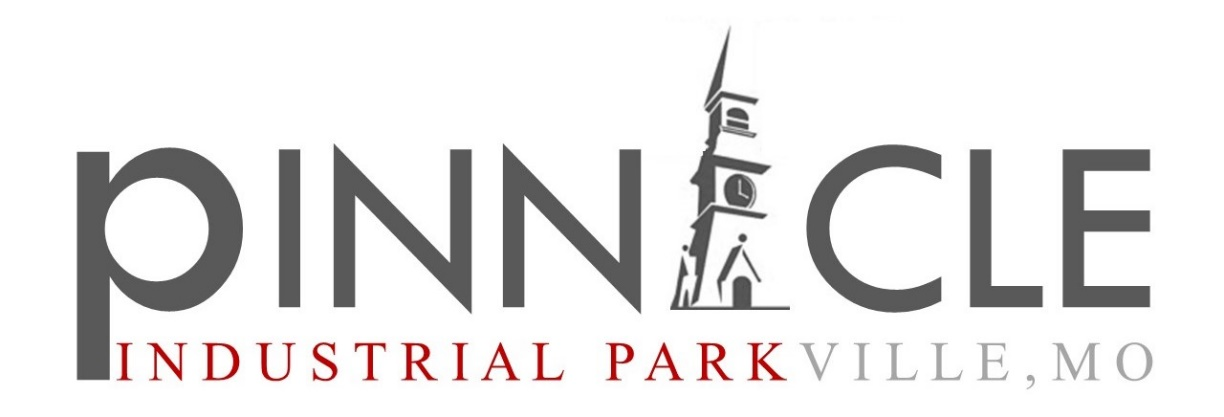 pINNACLE
INDUSTRIAL PARKVILLE, MO